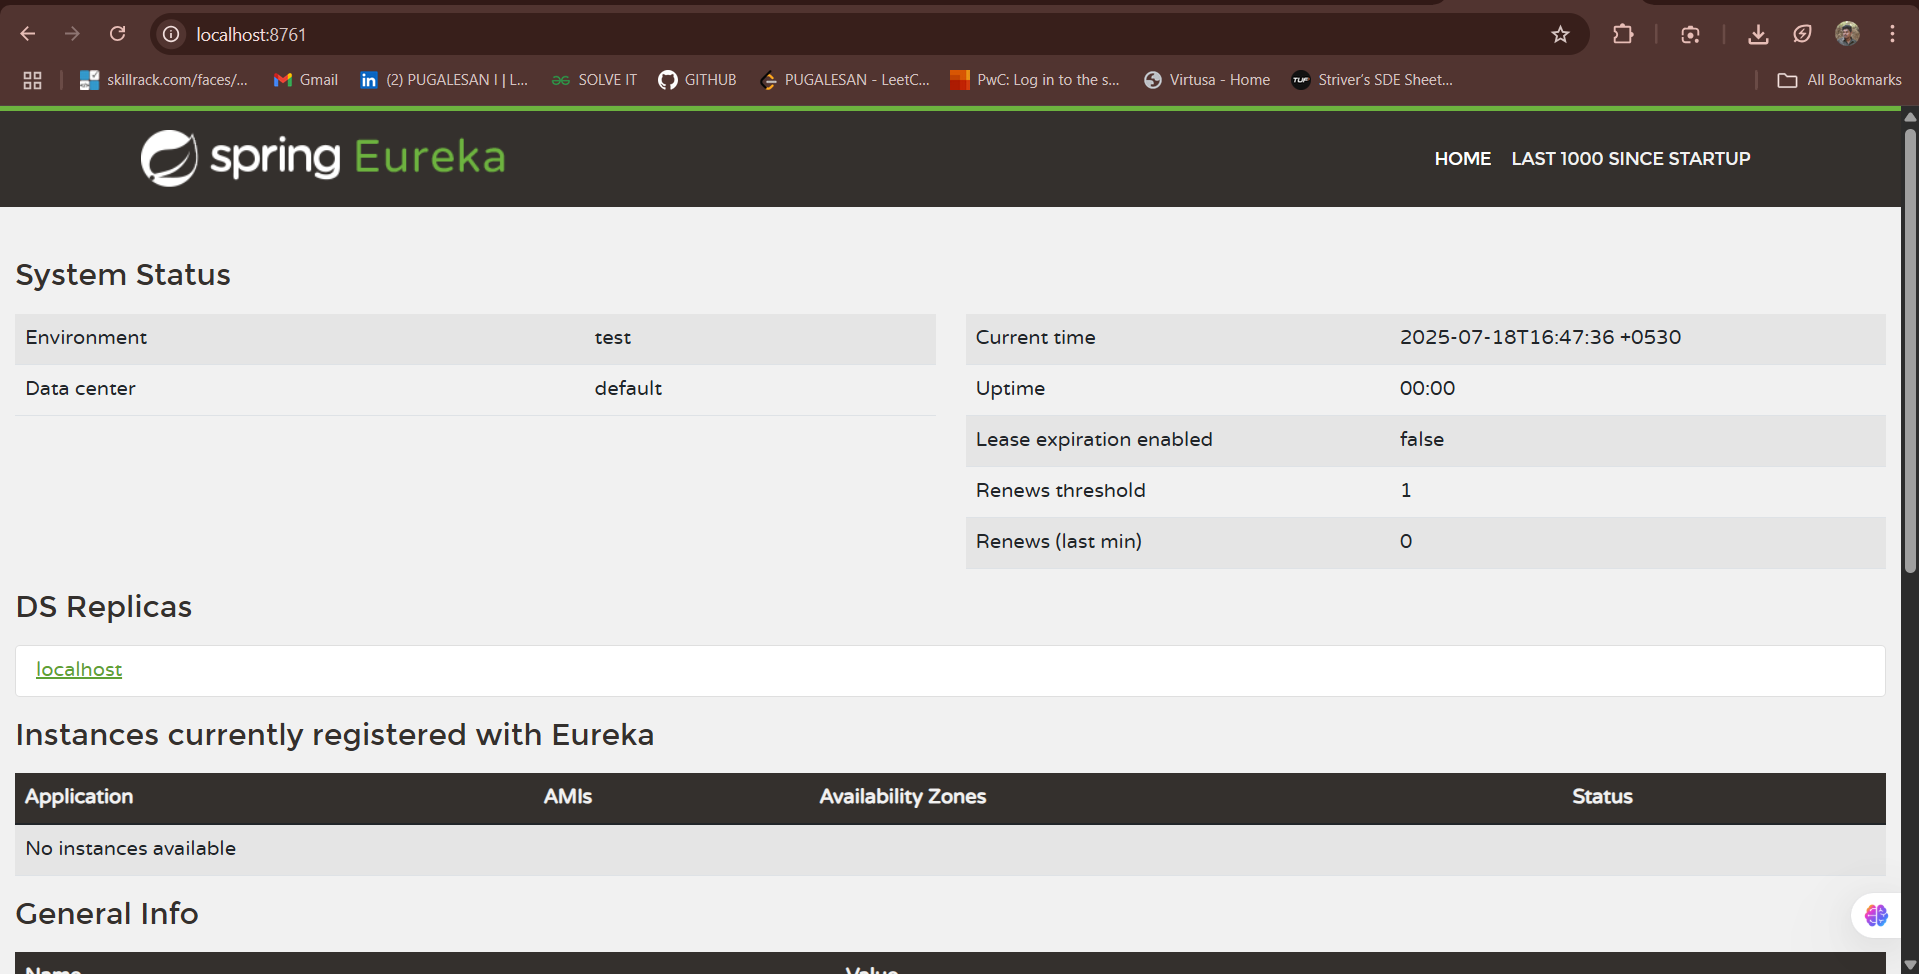 localhost:8761
skillrack.com/faces/...
Gmail
(2) PUGALESAN I | L...
SOLVE IT
GITHUB
PUGALESAN - LeetC...
PwC: Log in to the s...
Virtusa - Home
TUF
Striver's SDE Sheet...
All Bookmarks
spring Eureka
HOME LAST 1000 SINCE STARTUP
System Status
Environment test
Data center default
Current time 2025-07-18T16:47:36 +0530
Uptime 00:00
Lease expiration enabled false
Renews threshold 1
Renews (last min) 0
DS Replicas
localhost
Instances currently registered with Eureka
Application AMIs Availability Zones Status
No instances available
General Info
Name Value